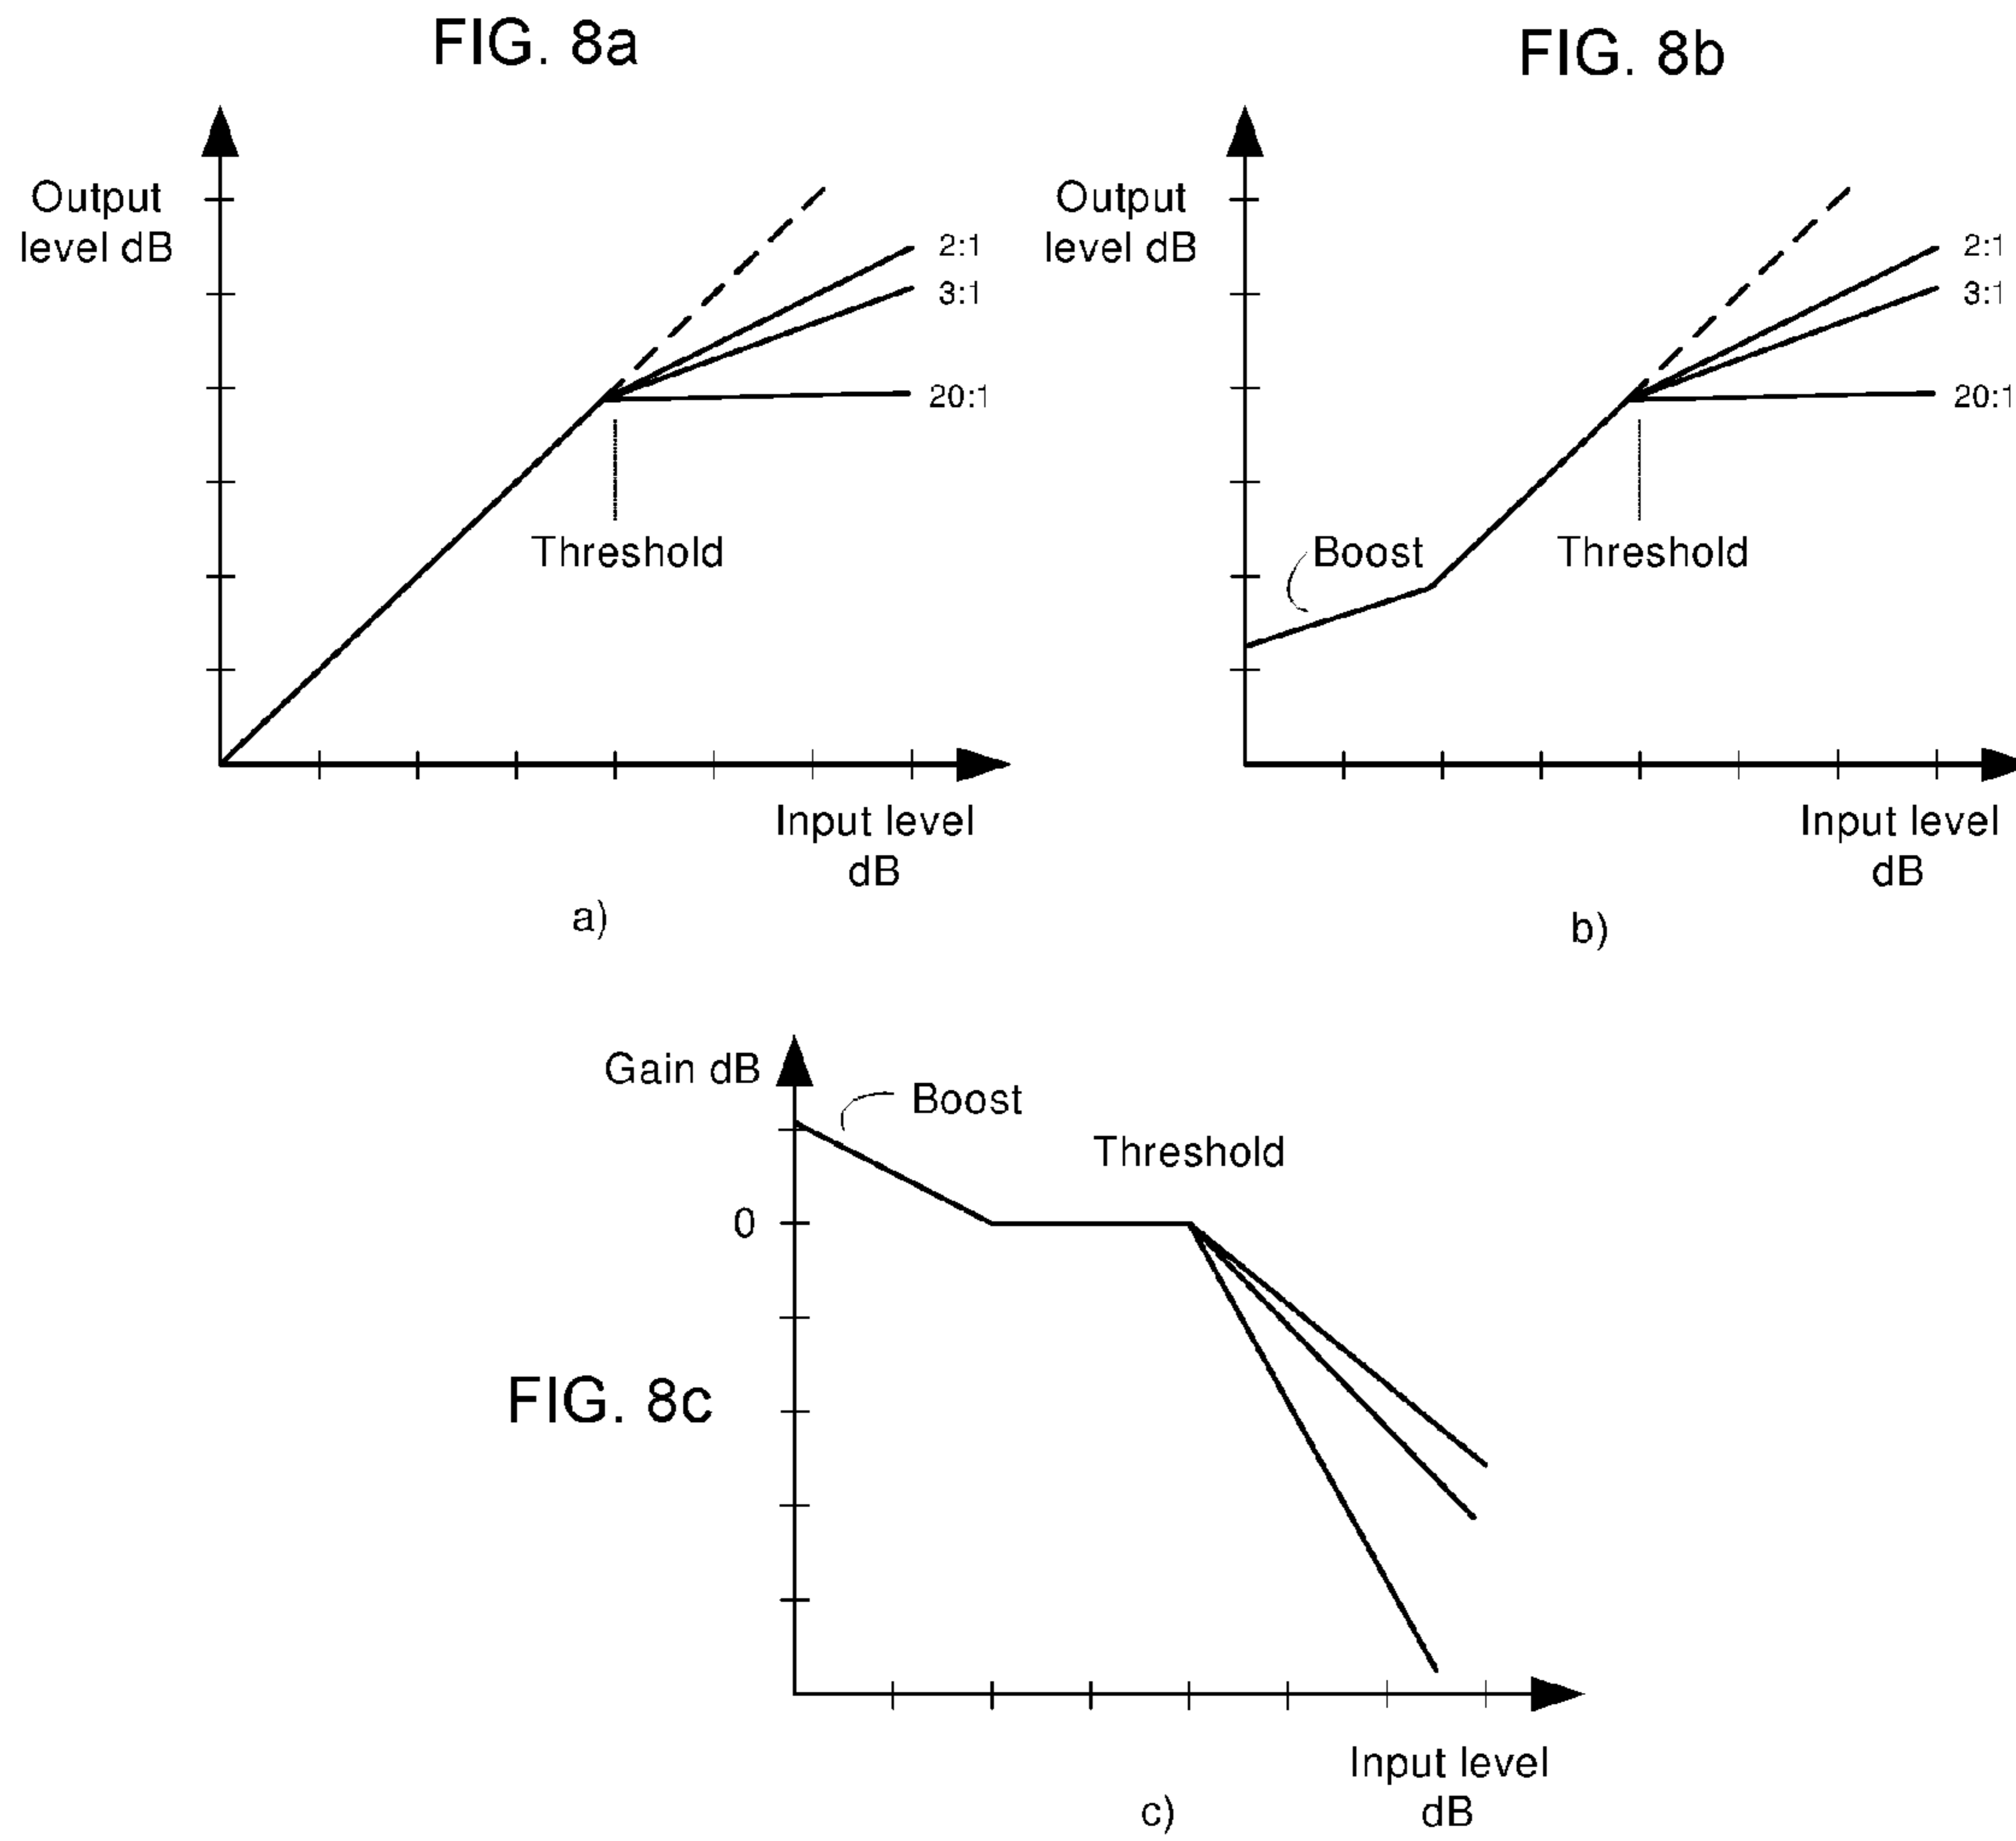 FIG. 8a
Output
level dB
2:1
3:1
20:1
Threshold
Input level
dB
a)
FIG. 8b
Output
level dB
2:1
3:1
20:1
Boost
Threshold
Input level
dB
b)
Gain dB
Boost
Threshold
0
FIG. 8c
Input level
dB
c)